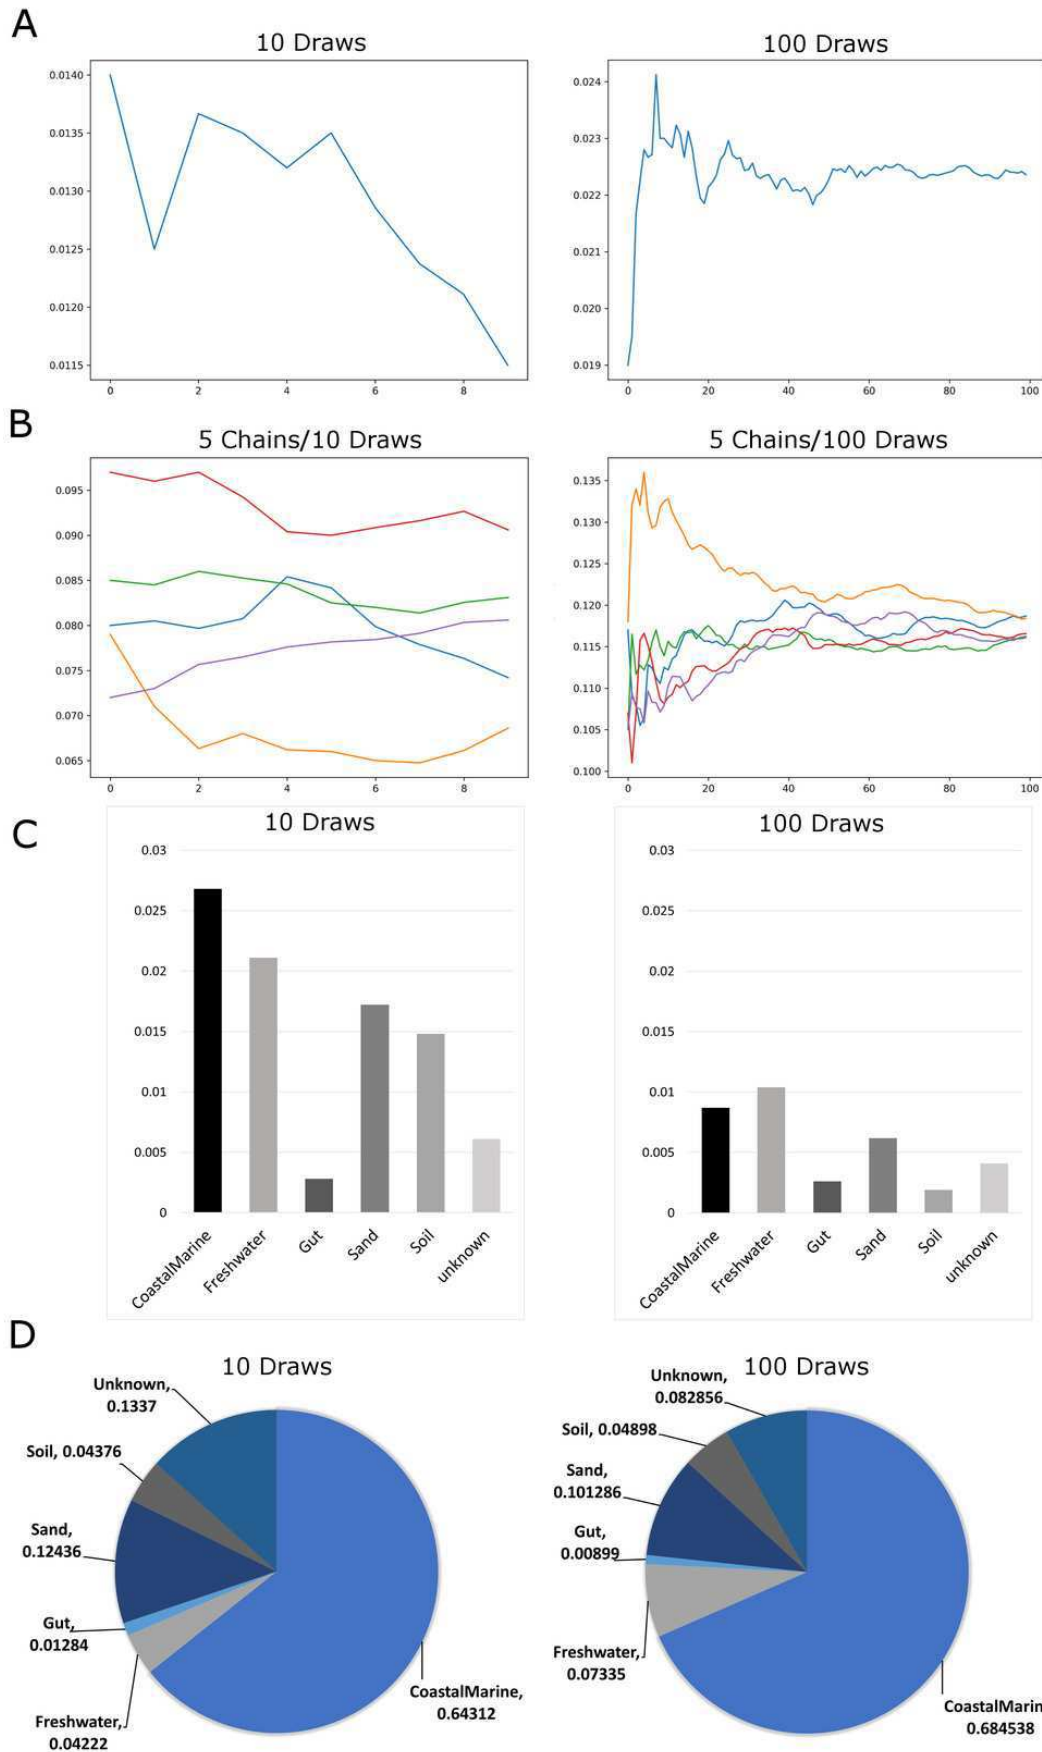 A
10 Draws
100 Draws
0.0140
0.0135
0.0130
0.0125
0.0120
0.0115
0
2
4
6
8
0.024
0.023
0.022
0.021
0.020
0.019
0
20
40
60
80
100
B
5 Chains/10 Draws
5 Chains/100 Draws
0.095
0.090
0.085
0.080
0.075
0.070
0.065
0
2
4
6
8
0.135
0.130
0.125
0.120
0.115
0.110
0.105
0.100
0
20
40
60
80
100
C
10 Draws
100 Draws
0.03
0.025
0.02
0.015
0.01
0.005
0
CoastalMarine
Freshwater
Gut
Sand
Soil
unknown
0.03
0.025
0.02
0.015
0.01
0.005
0
CoastalMarine
Freshwater
Gut
Sand
Soil
unknown
D
10 Draws
Unknown,
0.1337
Soil, 0.04376
Sand,
0.12436
Gut,
0.01284
Freshwater,
0.04222
CoastalMarine,
0.64312
100 Draws
Unknown,
0.082856
Soil, 0.04898
Sand,
0.101286
Gut,
0.00899
Freshwater,
0.07335
CoastalMarin
0.684538